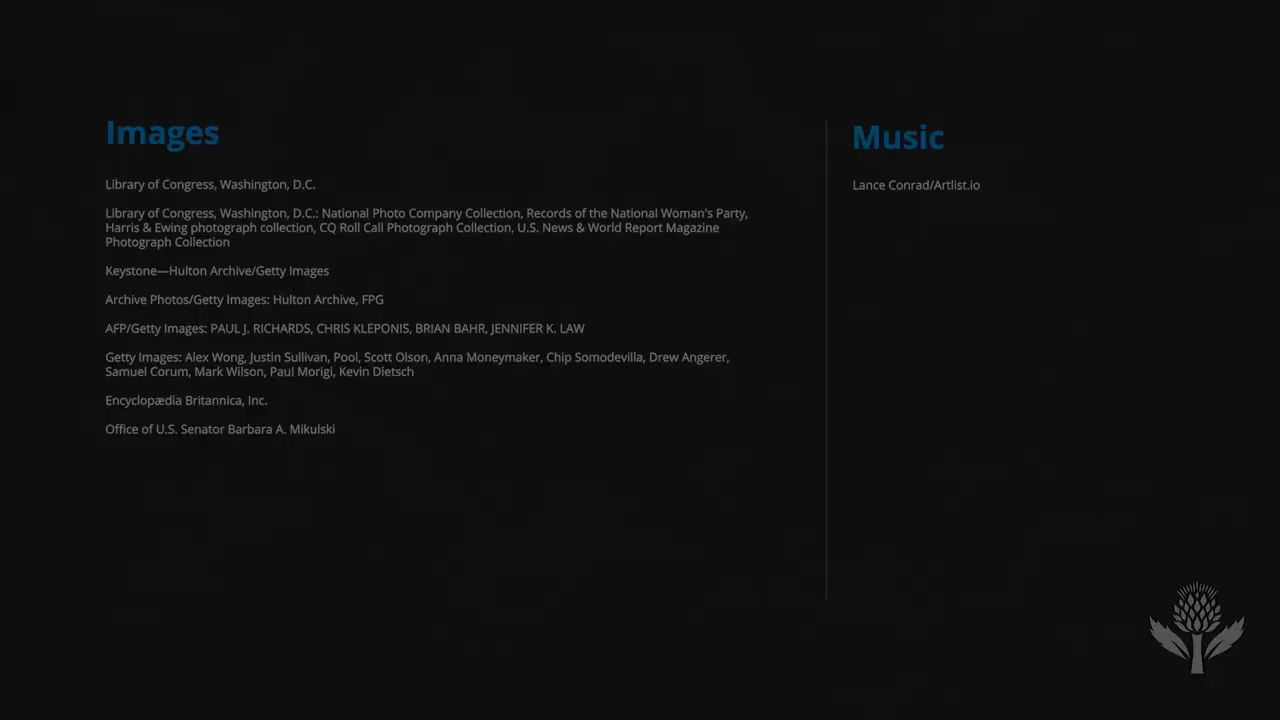 Images
Library of Congress, Washington, D.C.
Library of Congress, Washington, D.C.: National Photo Company Collection, Records of the National Woman's Party,
Harris & Ewing photograph collection, CQ Roll Call Photograph Collection, U.S. News & World Report Magazine
Photograph Collection
Keystone—Hulton Archive/Getty Images
Archive Photos/Getty Images: Hulton Archive, FPG
AFP/Getty Images: PAUL J. RICHARDS, CHRIS KLEPONIS, BRIAN BAHR, JENNIFER K. LAW
Getty Images: Alex Wong, Justin Sullivan, Pool, Scott Olson, Anna Moneymaker, Chip Somodevilla, Drew Angerer,
Samuel Corum, Mark Wilson, Paul Morigi, Kevin Dietsch
Encyclopædia Britannica, Inc.
Office of U.S. Senator Barbara A. Mikulski
Music
Lance Conrad/Artlist.io